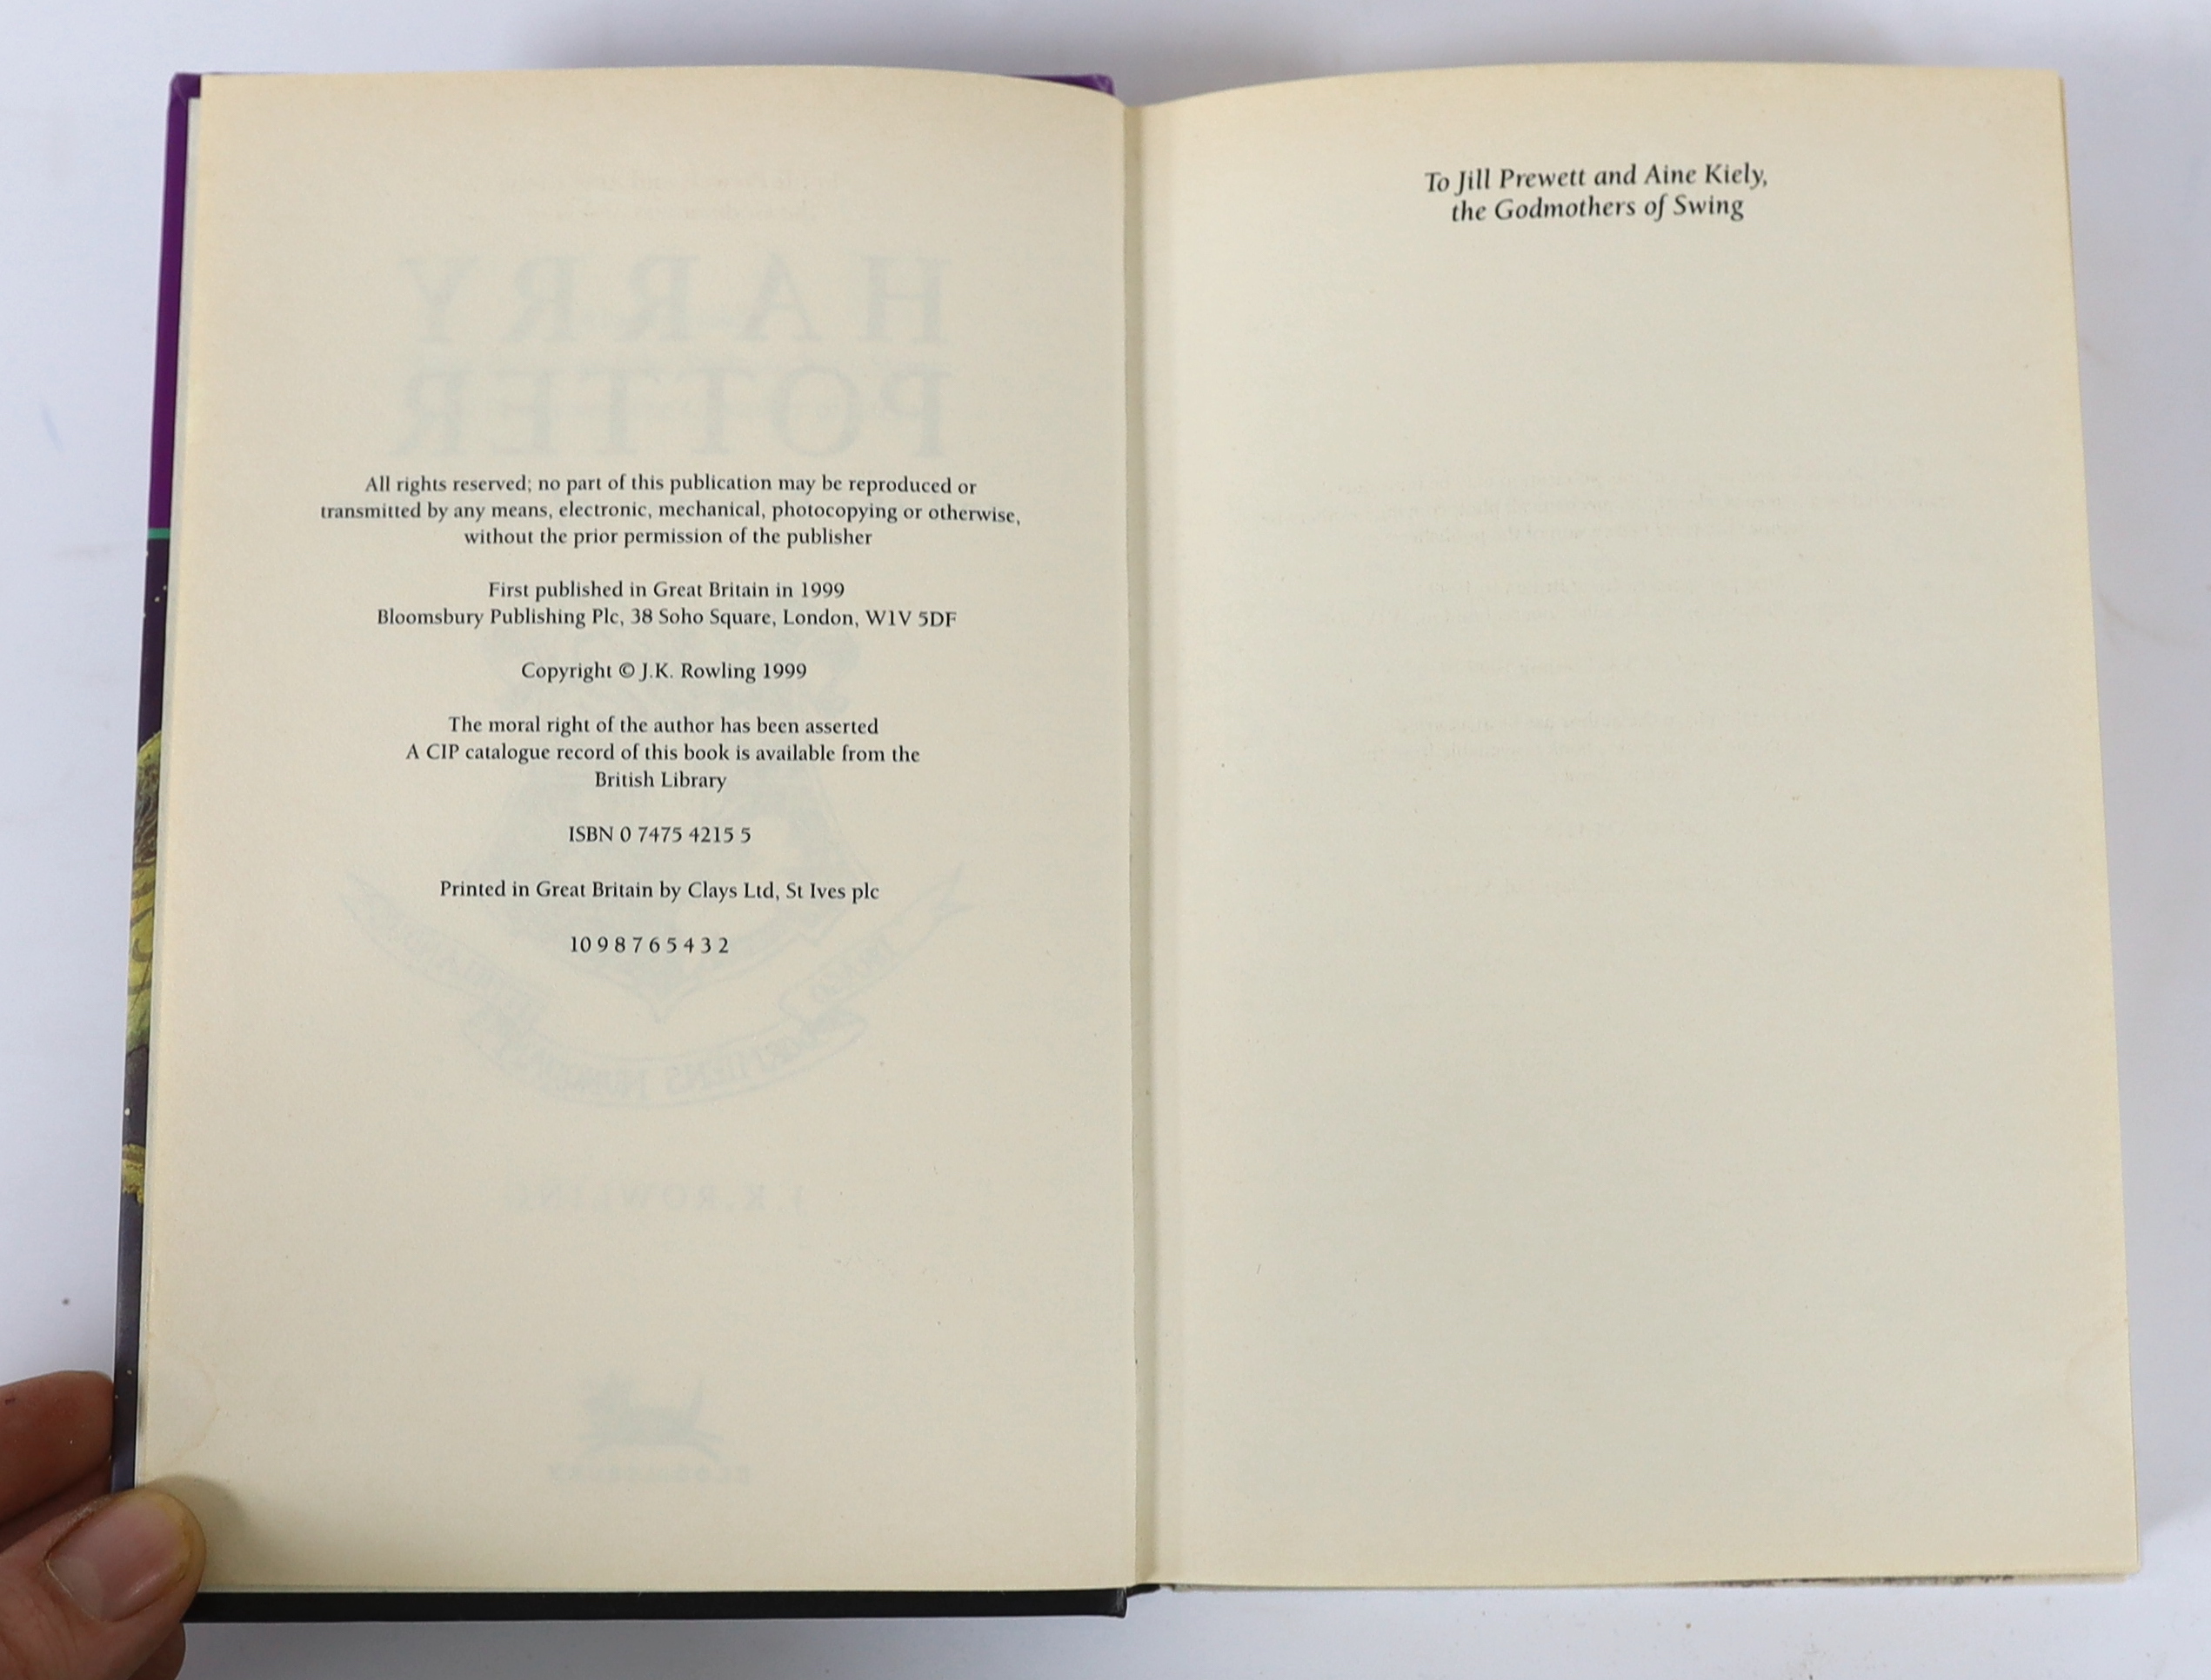 All rights reserved; no part of this publication may be reproduced or
transmitted by any means, electronic, mechanical, photocopying or otherwise,
without the prior permission of the publisher
First published in Great Britain in 1999
Bloomsbury Publishing Plc, 38 Soho Square, London, W1V 5DF
Copyright © J.K. Rowling 1999
The moral right of the author has been asserted
A CIP catalogue record of this book is available from the
British Library
ISBN 0 7475 4215 5
Printed in Great Britain by Clays Ltd, St Ives plc
10 9 8 7 6 5 4 3 2
To Jill Prewett and Aine Kiely,
the Godmothers of Swing
HARRY
POTTER
J.K.ROWLING